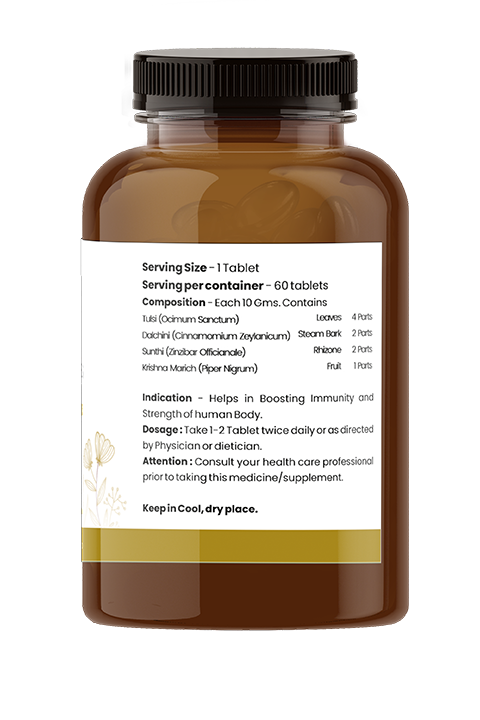 Serving Size - 1 Tablet
Serving per container - 60 tablets
Composition - Each 10 Gms. Contains
Tulsi (Ocimum Sanctum) Leaves 4 Parts
Dalchini (Cinnamomium Zeylanicum) Steam Bark 2 Parts
Sunthi (Zinzibar Officianale) Rhizone 2 Parts
Krishna Marich (Piper Nigrum) Fruit 1 Parts
Indication - Helps in Boosting Immunity and
Strength of human Body.
Dosage : Take 1-2 Tablet twice daily or as directed
by Physician or dietician.
Attention : Consult your health care professional
prior to taking this medicine/supplement.
Keep in Cool, dry place.